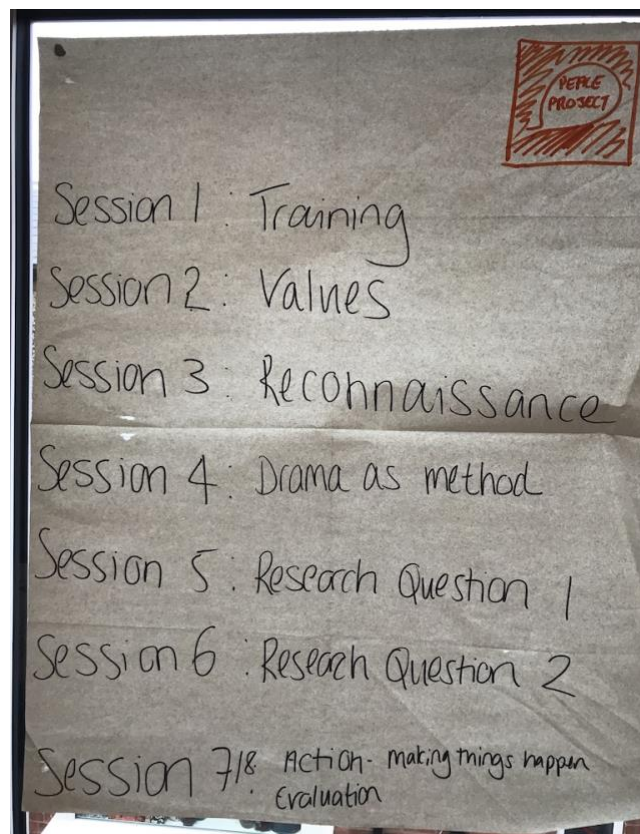 PEACE
PROJECT
Session 1: Training
Session 2: Values
Session 3: Reconnaissance
Session 4: Drama as method
Session 5: Research Question 1
Session 6: Research Question 2
Session 7/8: Action- making things happen
Evaluation